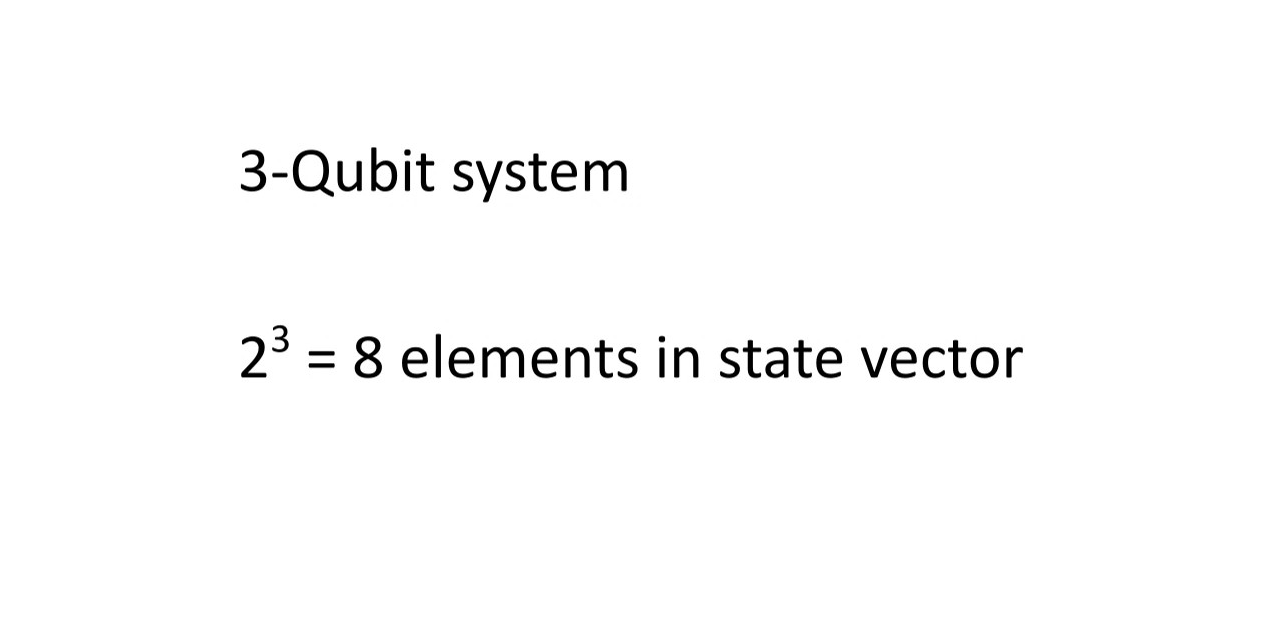 3-Qubit system
2³ = 8 elements in state vector